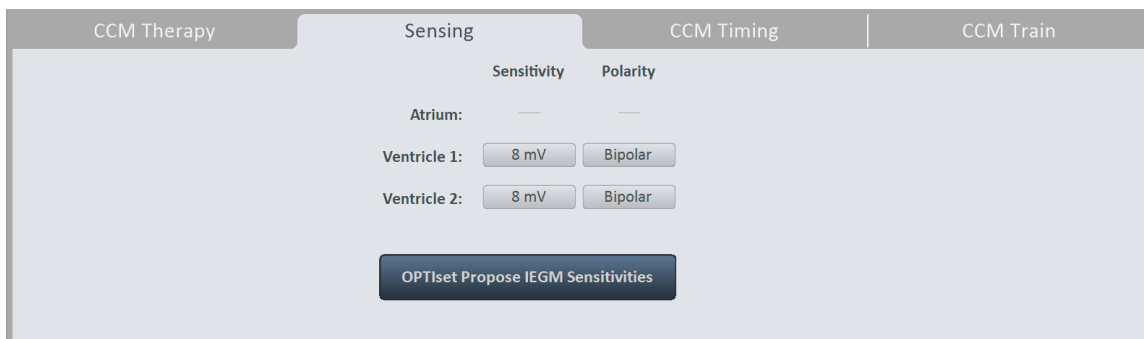 CCM Therapy Sensing CCM Timing CCM Train
Sensitivity Polarity
Atrium: — —
Ventricle 1: 8 mV Bipolar
Ventricle 2: 8 mV Bipolar
OPTIset Propose IEGM Sensitivities